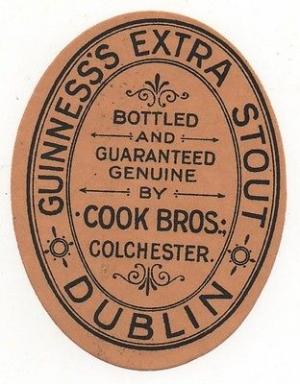 GUINNESS'S EXTRA STOUT
DUBLIN
BOTTLED
AND
GUARANTEED
GENUINE
BY
COOK BROS.;
COLCHESTER.